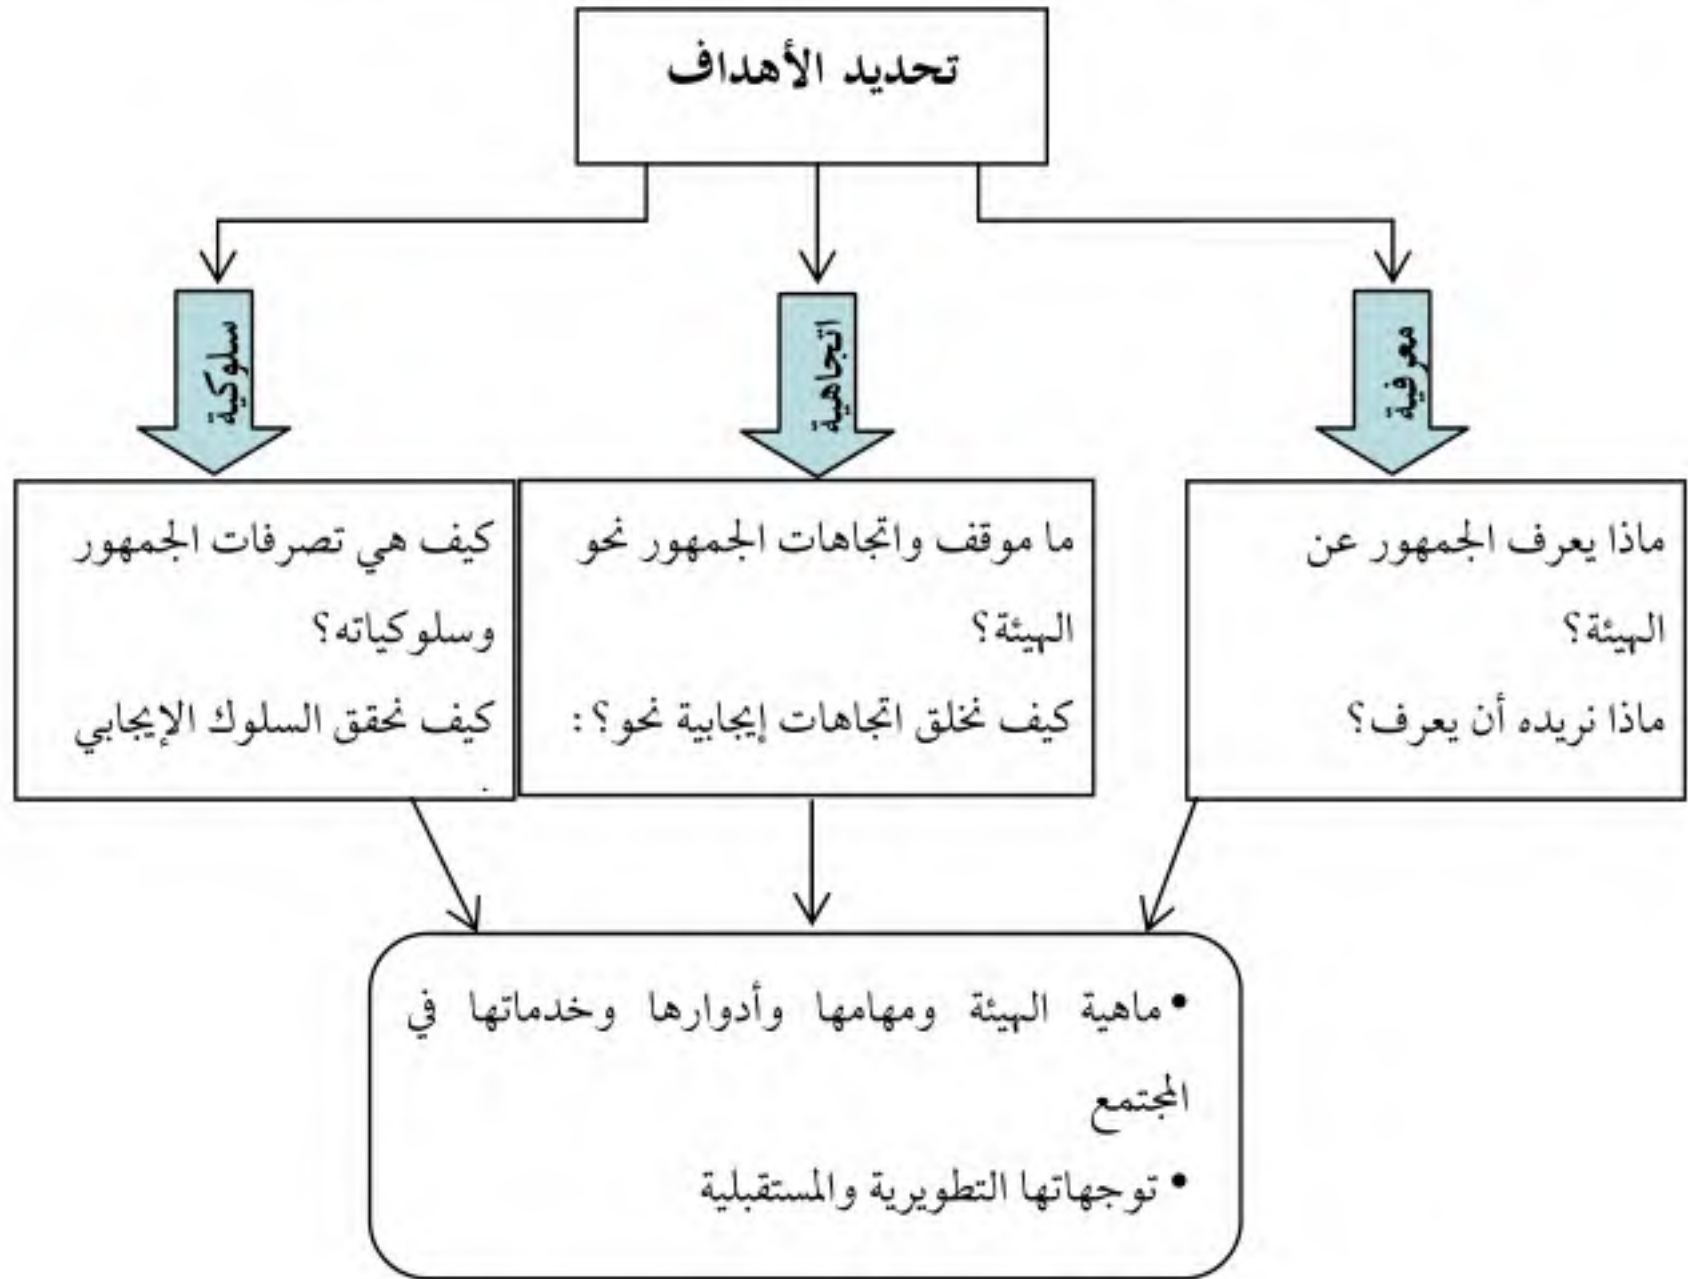 تحديد الأهداف
معرفية
اتجاهية
سلوكية
ماذا يعرف الجمهور عن
الهيئة؟
ماذا نريده أن يعرف؟
ما موقف واتجاهات الجمهور نحو
الهيئة؟
كيف نخلق اتجاهات إيجابية نحو؟:
كيف هي تصرفات الجمهور
وسلوكياته؟
كيف نحقق السلوك الإيجابي
• ماهية الهيئة ومهامها وأدوارها وخدماتها في
المجتمع
• توجهاتها التطويرية والمستقبلية